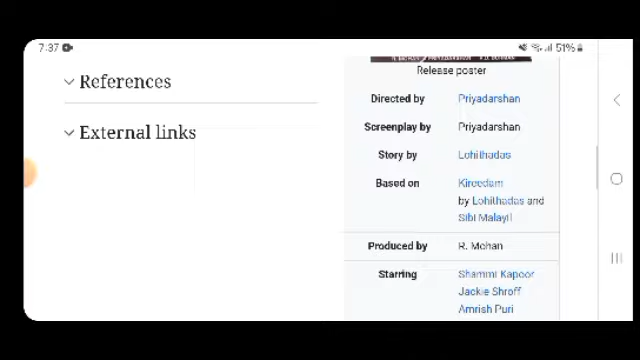 7:37
51%
References
External links
Release poster
Directed by Priyadarshan
Screenplay by Priyadarshan
Story by Lohithadas
Based on Kireedam
by Lohithadas and
Sibi Malayil
Produced by R. Mohan
Starring Shammi Kapoor
Jackie Shroff
Amrish Puri